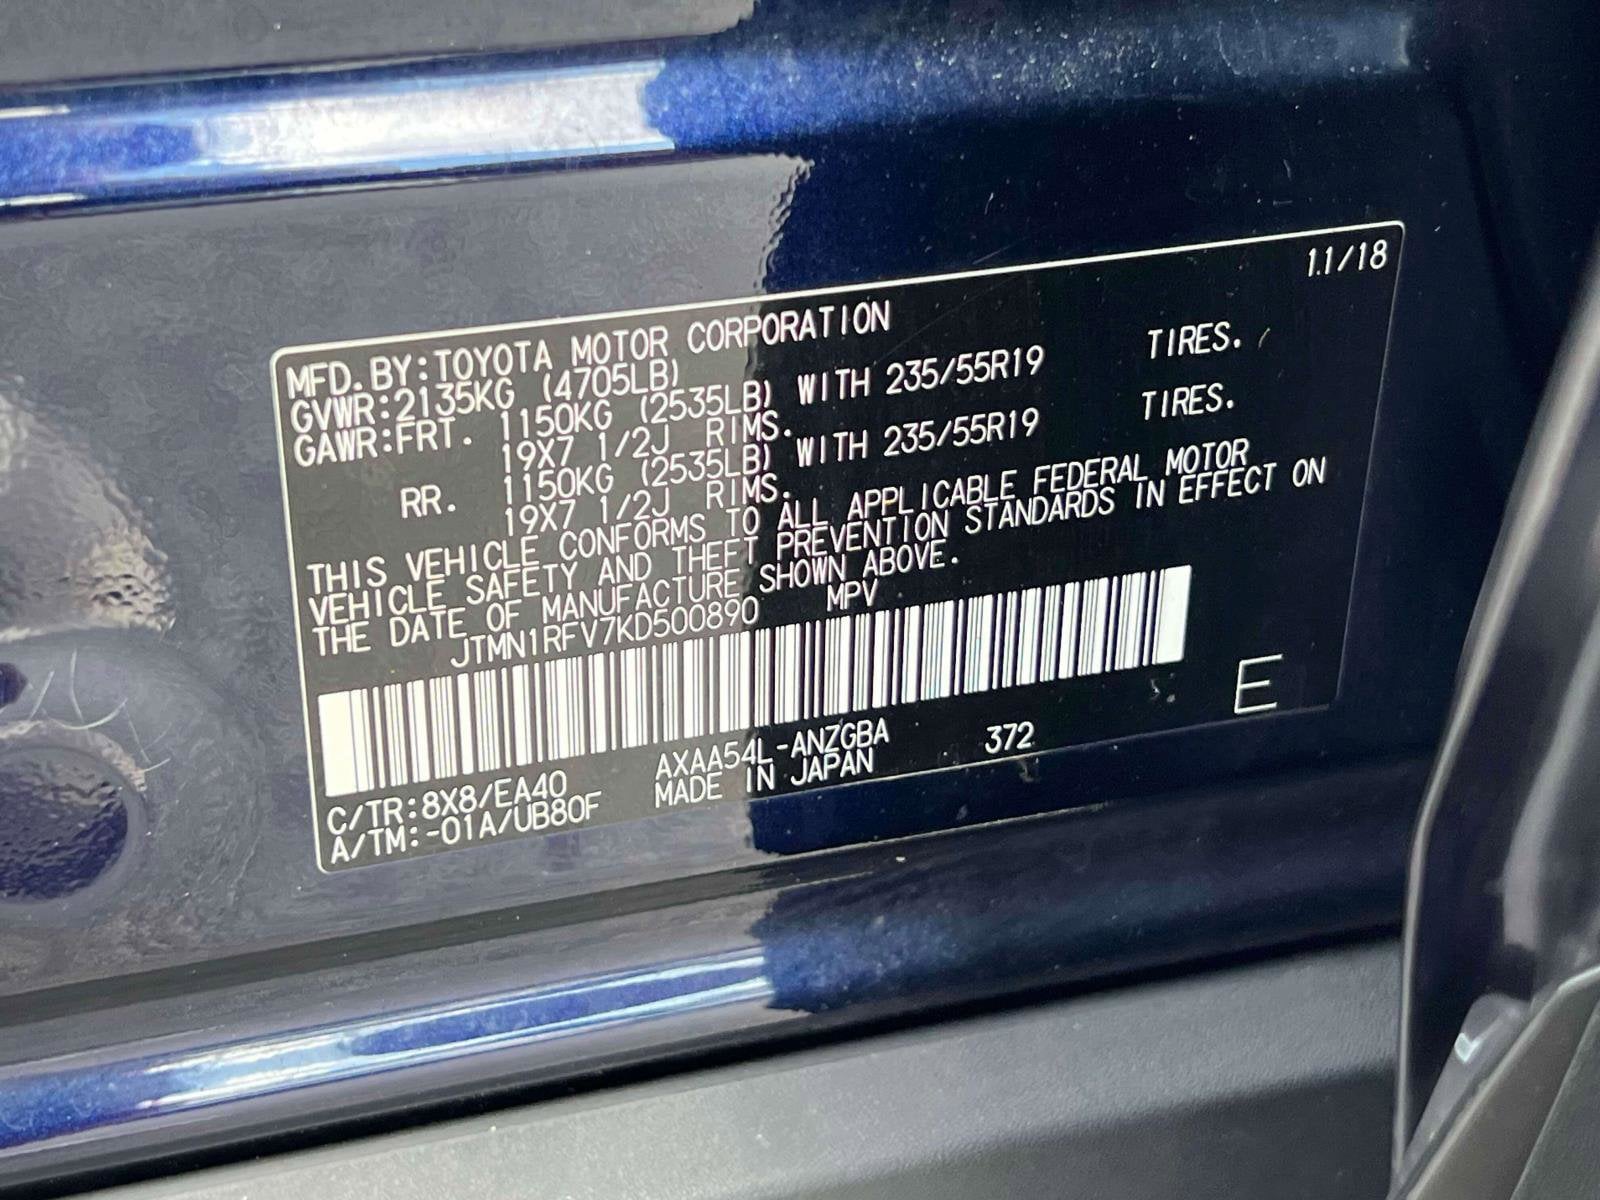 11/18
MFD. BY: TOYOTA MOTOR CORPORATION
GVWR: 2135KG (4705LB)
GAWR: FRT. 1150KG (2535LB) WITH 235/55R19 TIRES.
19X7 1/2J RIMS.
RR. 1150KG (2535LB) WITH 235/55R19 TIRES.
19X7 1/2J RIMS.
THIS VEHICLE CONFORMS TO ALL APPLICABLE FEDERAL MOTOR
VEHICLE SAFETY AND THEFT PREVENTION STANDARDS IN EFFECT ON
THE DATE OF MANUFACTURE SHOWN ABOVE.
JTMN1RFV7KD500890 MPV
E
C/TR: 8X8/EA40 AXAA54L-ANZGBA 372
A/TM: -01A/UB80F MADE IN JAPAN